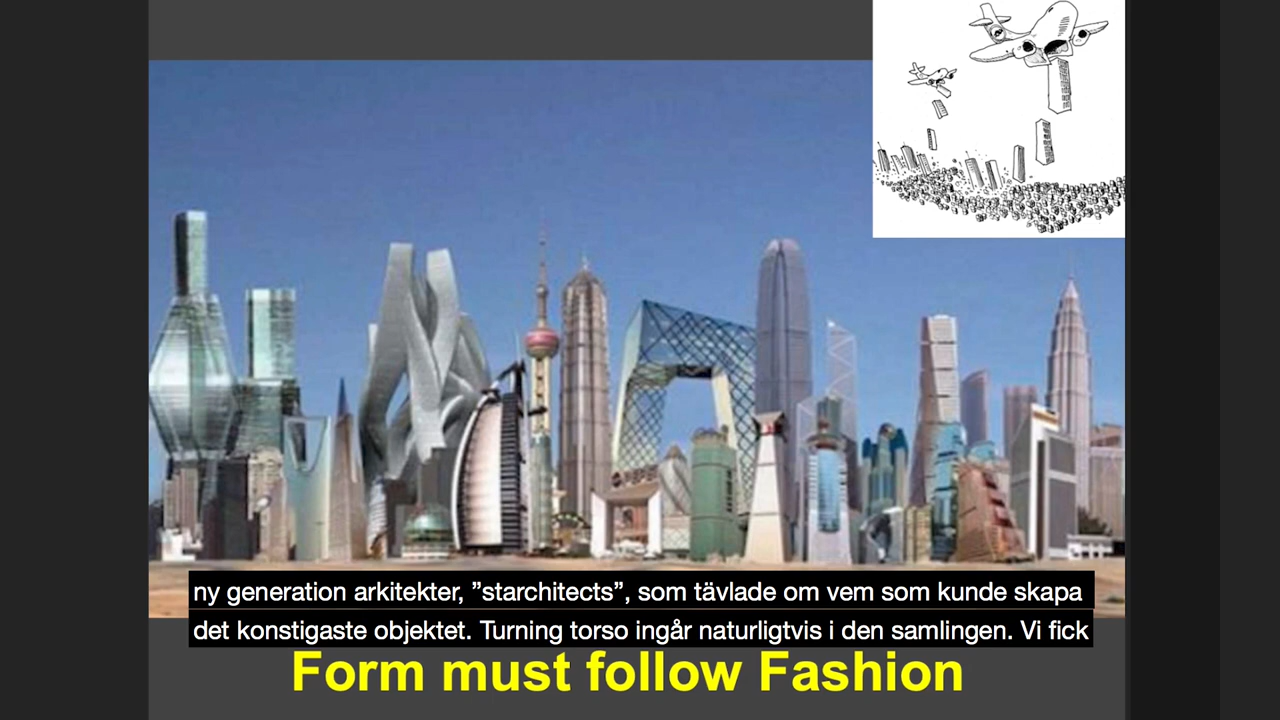 ny generation arkitekter, ”starchitects”, som tävlade om vem som kunde skapa
det konstigaste objektet. Turning torso ingår naturligtvis i den samlingen. Vi fick
Form must follow Fashion